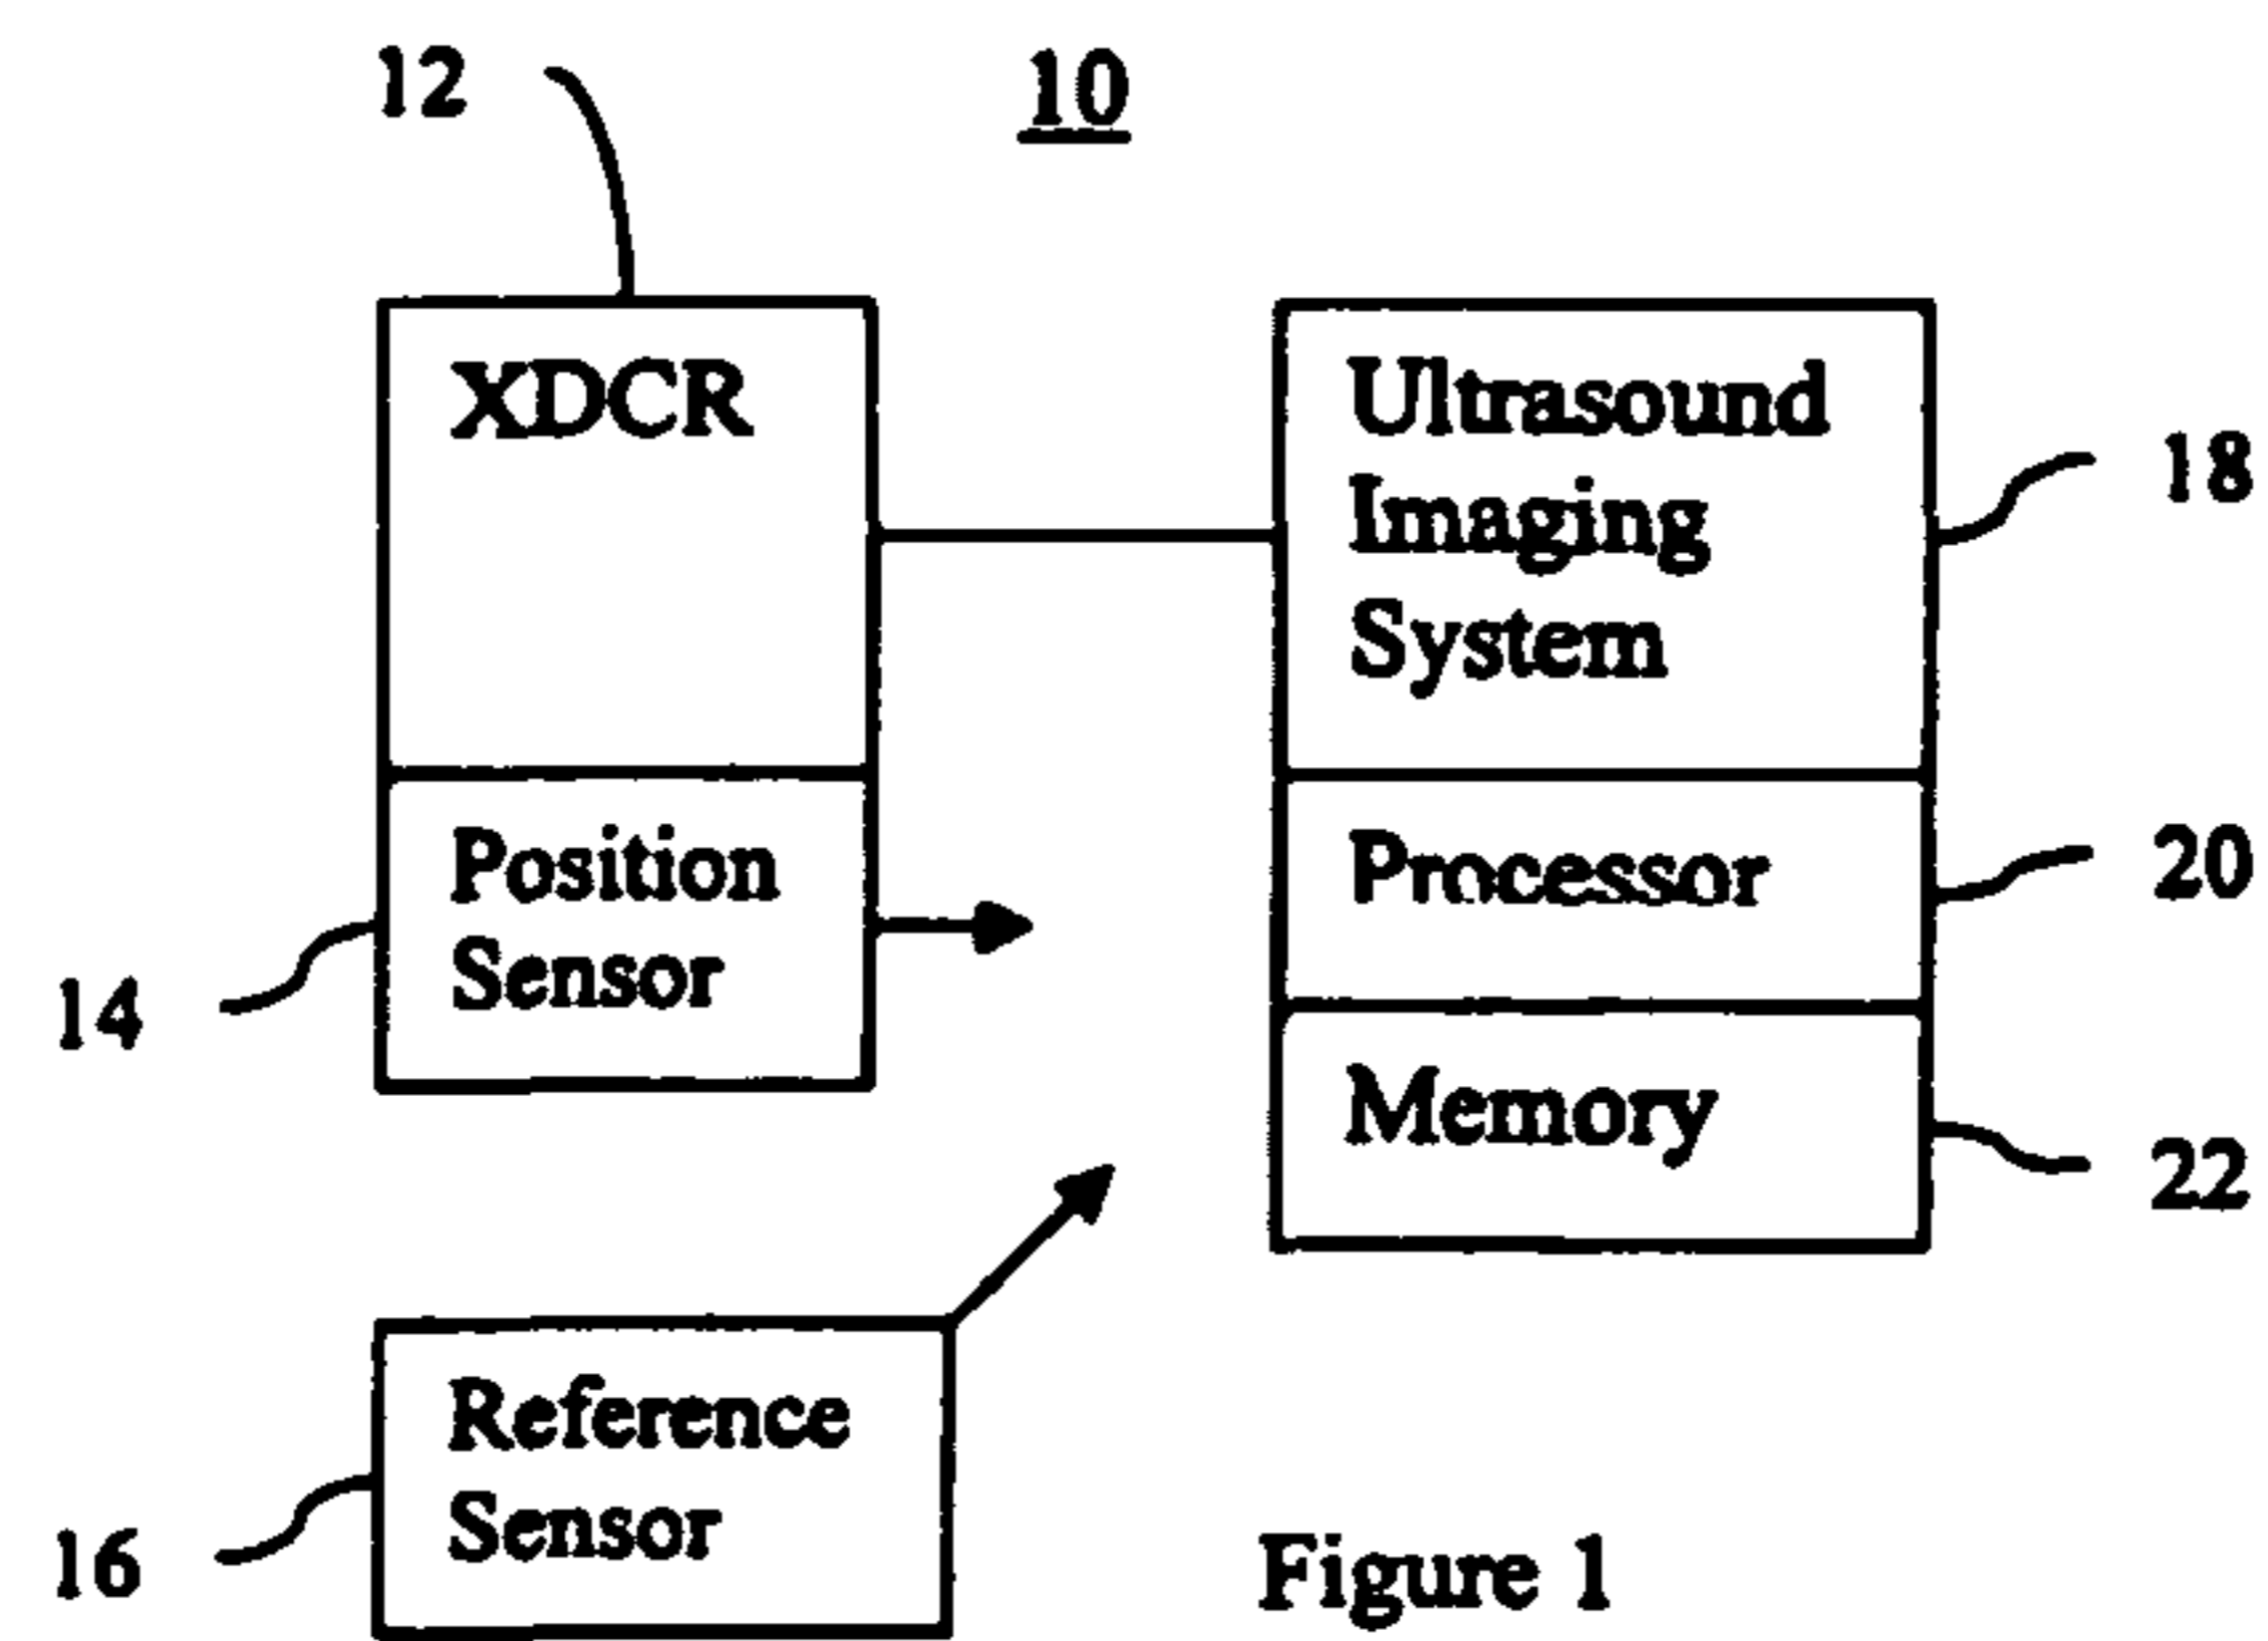 12
10
XDCR
Ultrasound
Imaging
System
18
Position
Sensor
14
Processor
20
Memory
22
Reference
Sensor
16
Figure 1